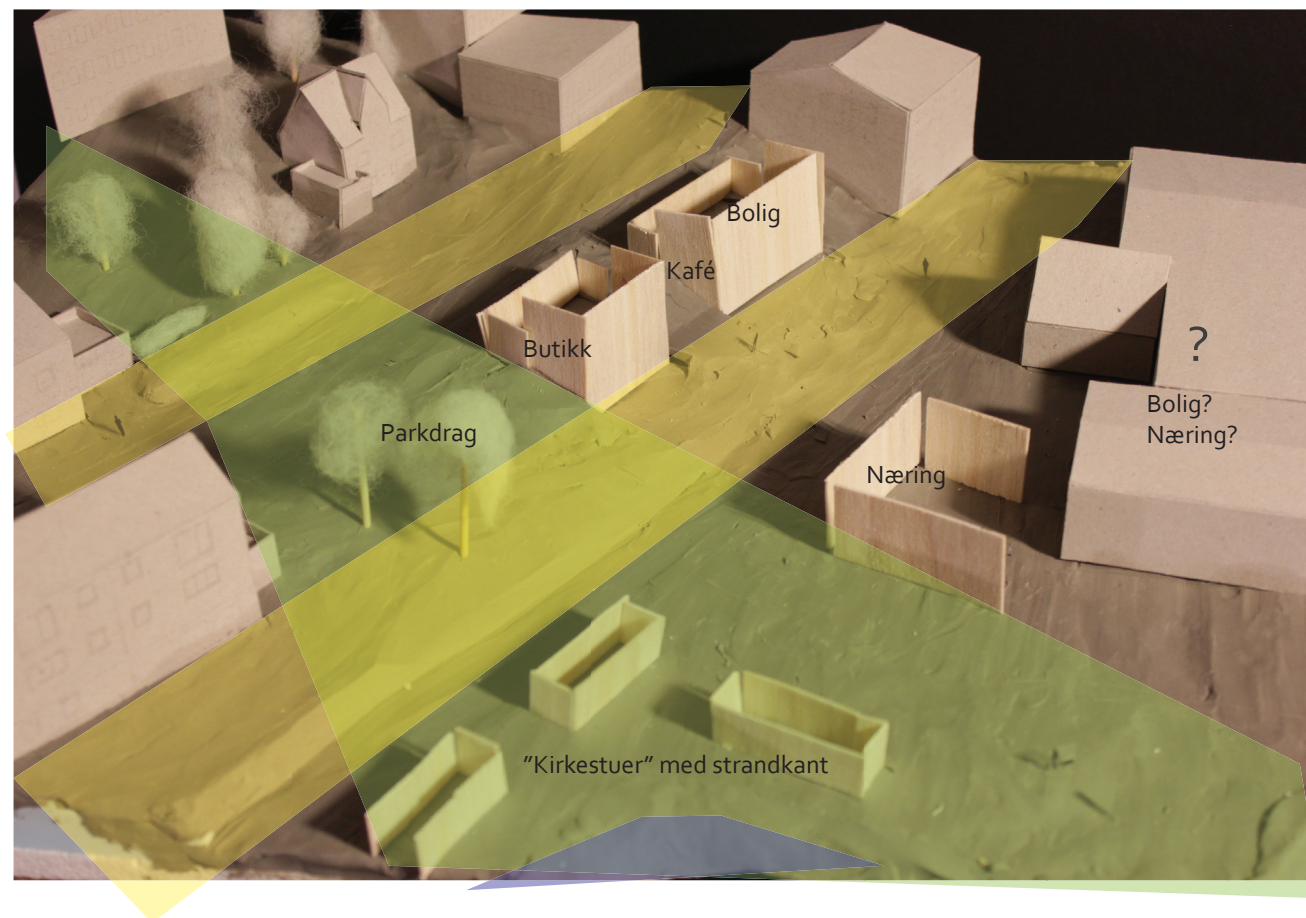 Bolig
Kafé
Butikk
?
Bolig?
Næring?
Parkdrag
Næring
”Kirkestuer” med strandkant